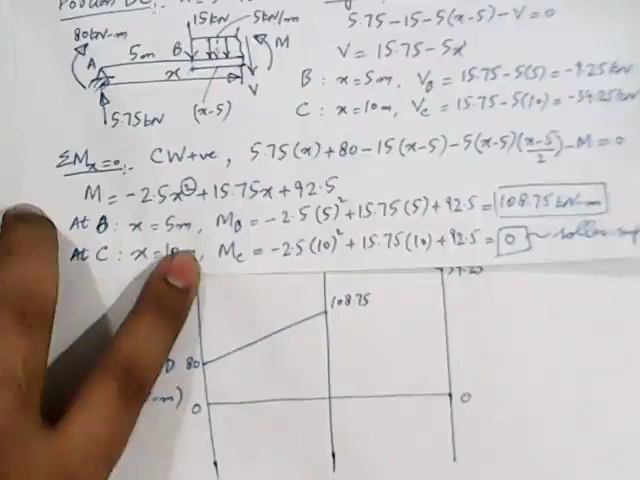 15kN 5kN/m
80kN-m
5m B M
A x
V
(x-5)
5.75kN
5.75-15-5(x-5)-V=0
V = 15.75-5x
B : x=5m, V_B = 15.75-5(5) = -9.25kN
C : x=10m, V_C = 15.75-5(10) = -34.25kN
ΣM_x=0:- CW+ve, 5.75(x)+80-15(x-5)-5(x-5)(x-5/2)-M=0
M = -2.5x²+15.75x+92.5
At B : x=5m, M_B = -2.5(5)²+15.75(5)+92.5 = 108.75 kN-m
At C : x=10m, M_C = -2.5(10)²+15.75(10)+92.5 = 0 ~ roller
108.75
D 80
m)
0 0